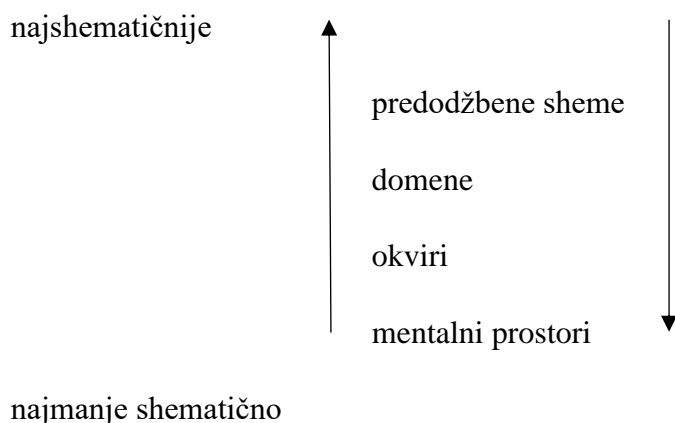 najshematičnije
predodžbene sheme
domene
okviri
mentalni prostori
najmanje shematično